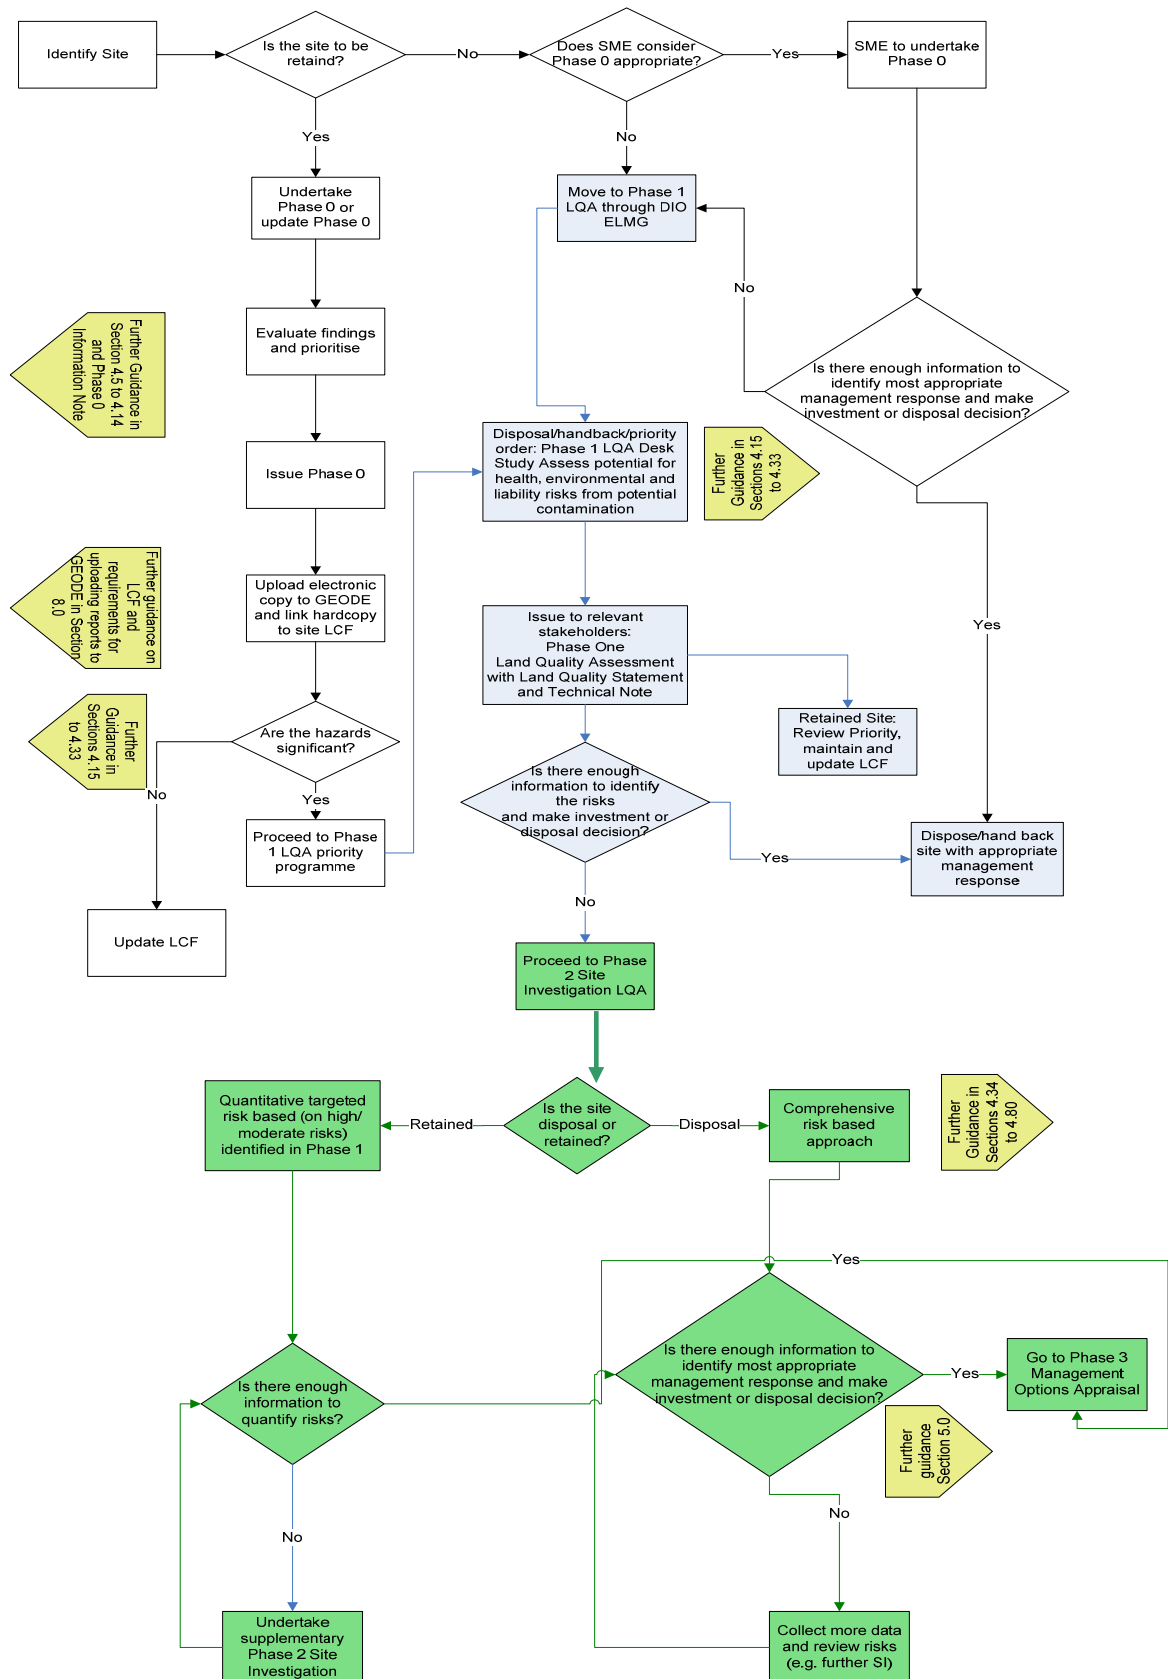 Identify Site
Is the site to be
retaind?
No
Does SME consider
Phase 0 appropriate?
Yes
SME to undertake
Phase 0
Yes
No
Undertake
Phase 0 or
update Phase 0
Move to Phase 1
LQA through DIO
ELMG
No
Evaluate findings
and prioritise
Further Guidance in
Section 4.5 to 4.14
and Phase 0
Information Note
Is there enough information to
identify most appropriate
management response and make
investment or disposal decision?
Issue Phase 0
Disposal/handback/priority
order: Phase 1 LQA Desk
Study Assess potential for
health, environmental and
liability risks from potential
contamination
Further
Guidance in
Sections 4.15
to 4.33
Upload electronic
copy to GEODE
and link hardcopy
to site LCF
Further guidance on
LCF and
requirements for
uploading reports to
GEODE in Section
8.0
Issue to relevant
stakeholders:
Phase One
Land Quality Assessment
with Land Quality Statement
and Technical Note
Yes
Further
Guidance in
Sections 4.15
to 4.33
Are the hazards
significant?
Retained Site:
Review Priority,
maintain and
update LCF
No
Yes
Is there enough
information to identify
the risks
and make investment or
disposal decision?
Proceed to Phase
1 LQA priority
programme
Yes
Dispose/hand back
site with appropriate
management
response
No
Update LCF
Proceed to Phase
2 Site
Investigation LQA
Quantitative targeted
risk based (on high/
moderate risks)
identified in Phase 1
Retained
Is the site
disposal or
retained?
Disposal
Comprehensive
risk based
approach
Further
Guidance in
Sections 4.34
to 4.80
Yes
Is there enough
information to
quantify risks?
Is there enough information to
identify most appropriate
management response and make
investment or disposal decision?
Yes
Go to Phase 3
Management
Options Appraisal
Further
guidance
Section 5.0
No
No
Undertake
supplementary
Phase 2 Site
Investigation
Collect more data
and review risks
(e.g. further SI)